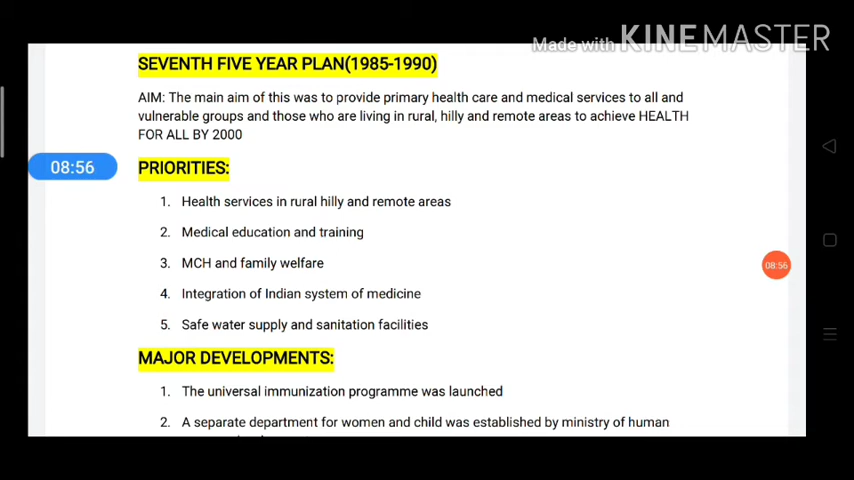 Made with KINEMASTER
SEVENTH FIVE YEAR PLAN(1985-1990)
AIM: The main aim of this was to provide primary health care and medical services to all and
vulnerable groups and those who are living in rural, hilly and remote areas to achieve HEALTH
FOR ALL BY 2000
08:56
PRIORITIES:
1. Health services in rural hilly and remote areas
2. Medical education and training
3. MCH and family welfare
08:56
4. Integration of Indian system of medicine
5. Safe water supply and sanitation facilities
MAJOR DEVELOPMENTS:
1. The universal immunization programme was launched
2. A separate department for women and child was established by ministry of human